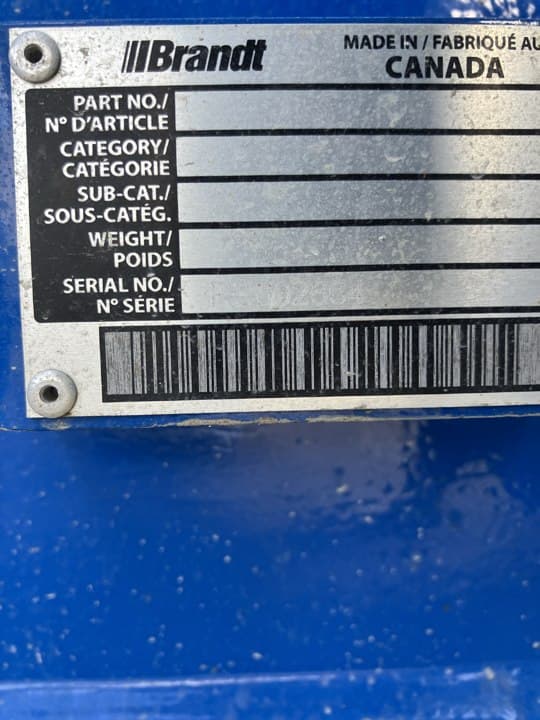 Brandt
MADE IN / FABRIQUÉ AU
CANADA
PART NO./
N° D'ARTICLE
CATEGORY/
CATÉGORIE
SUB-CAT./
SOUS-CATÉG.
WEIGHT/
POIDS
SERIAL NO./
N° SÉRIE